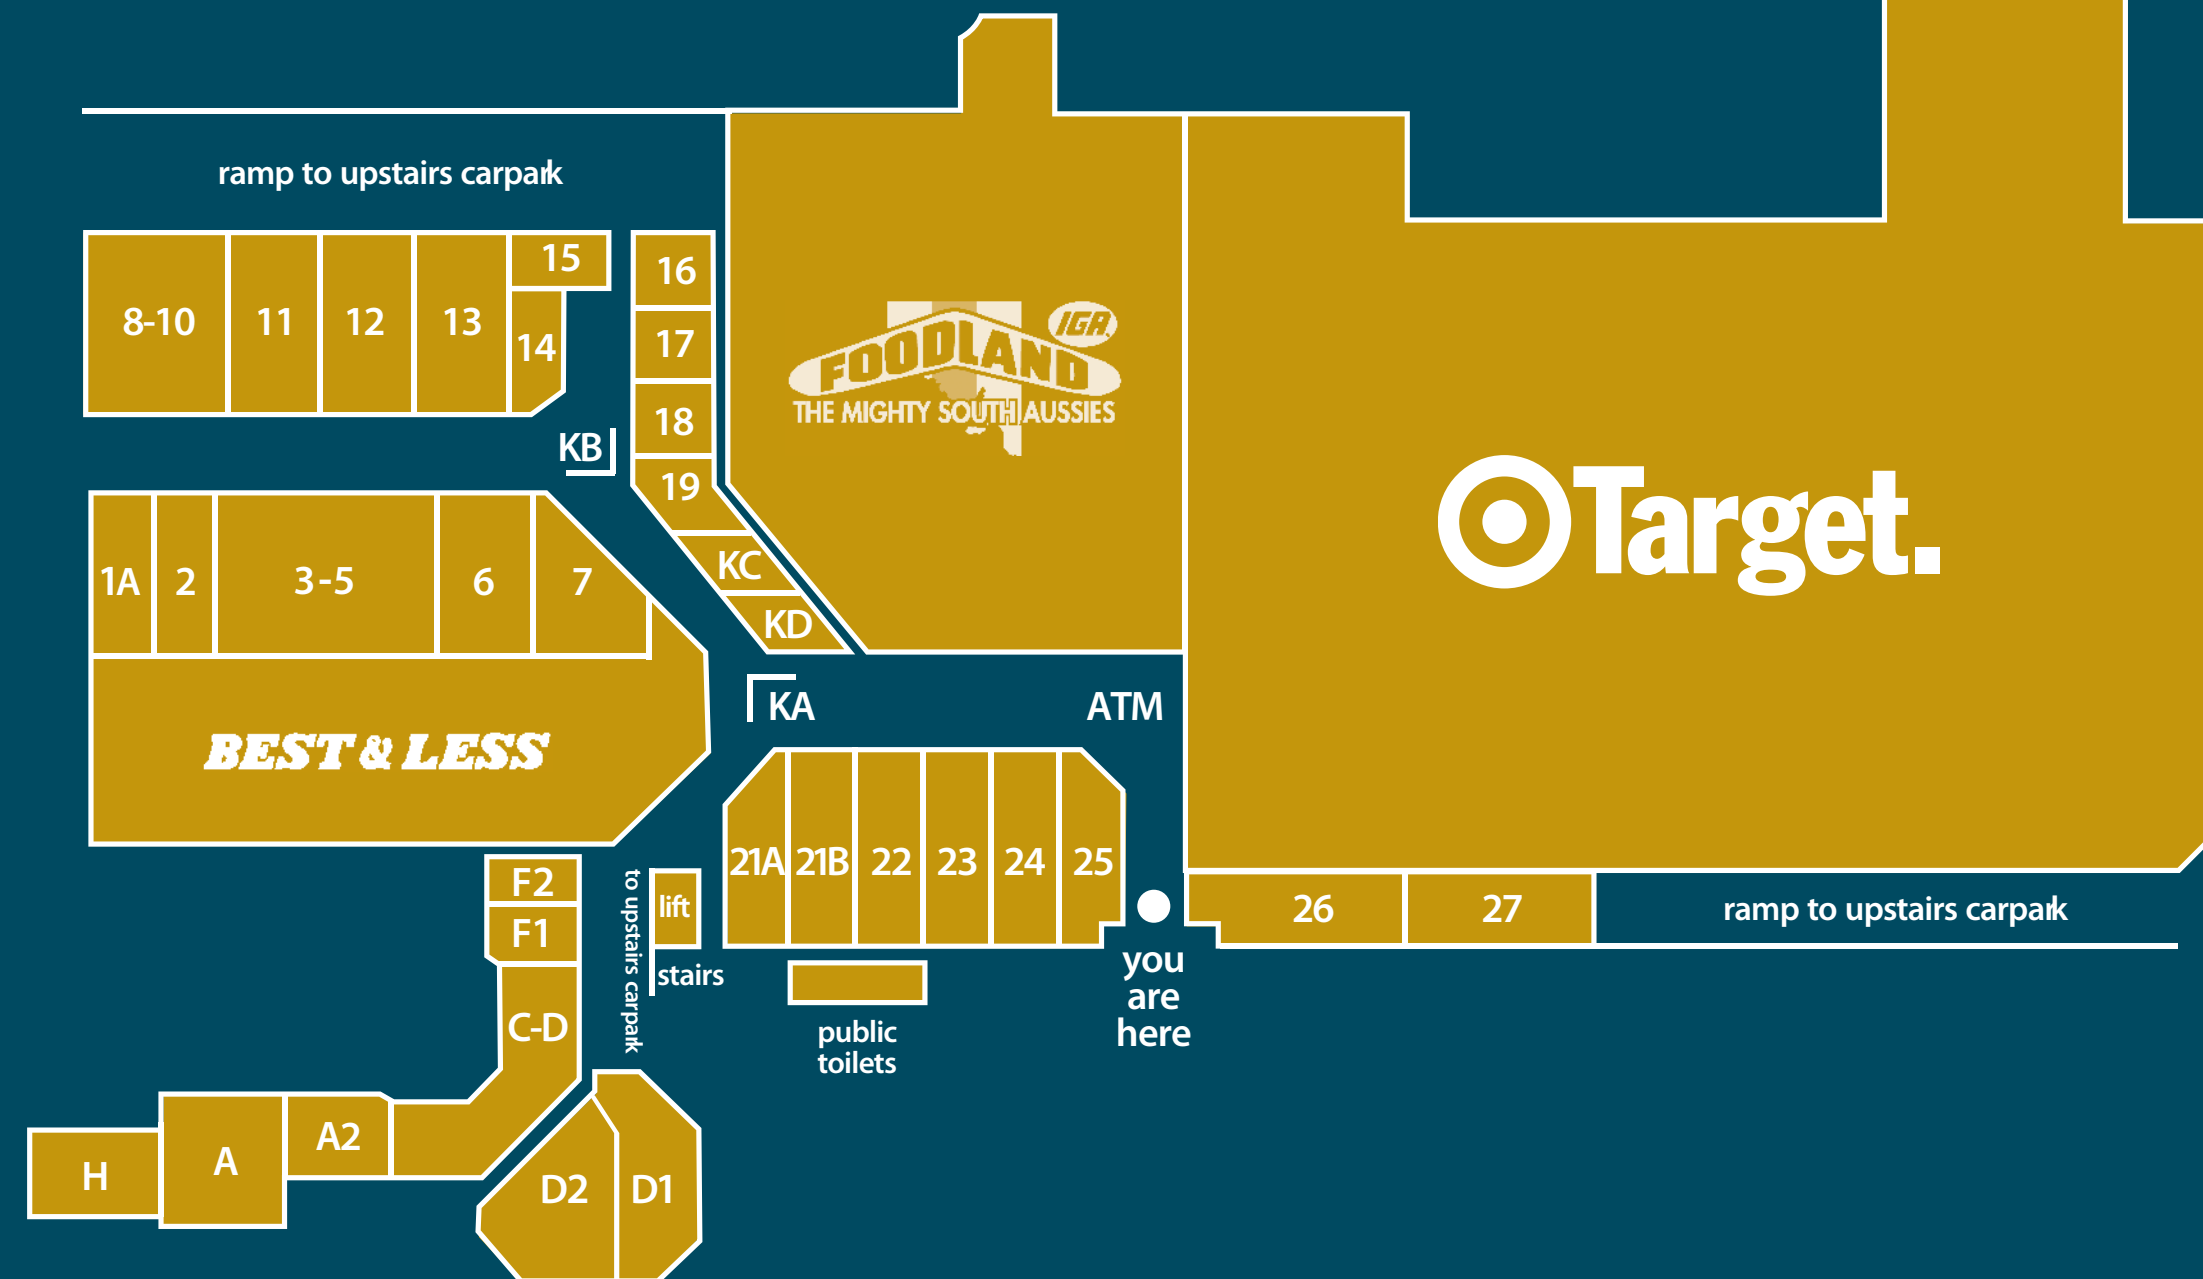 ramp to upstairs carpark
15
16
8-10
11
12
13
14
17
18
19
KB
IGA
FOODLAND
THE MIGHTY SOUTH AUSSIES
Target.
1A
2
3-5
6
7
KC
KD
KA
ATM
BEST & LESS
21A
21B
22
23
24
25
26
27
ramp to upstairs carpark
F2
F1
C-D
to upstairs carpark
lift
stairs
you
are
here
public
toilets
H
A
A2
D2
D1